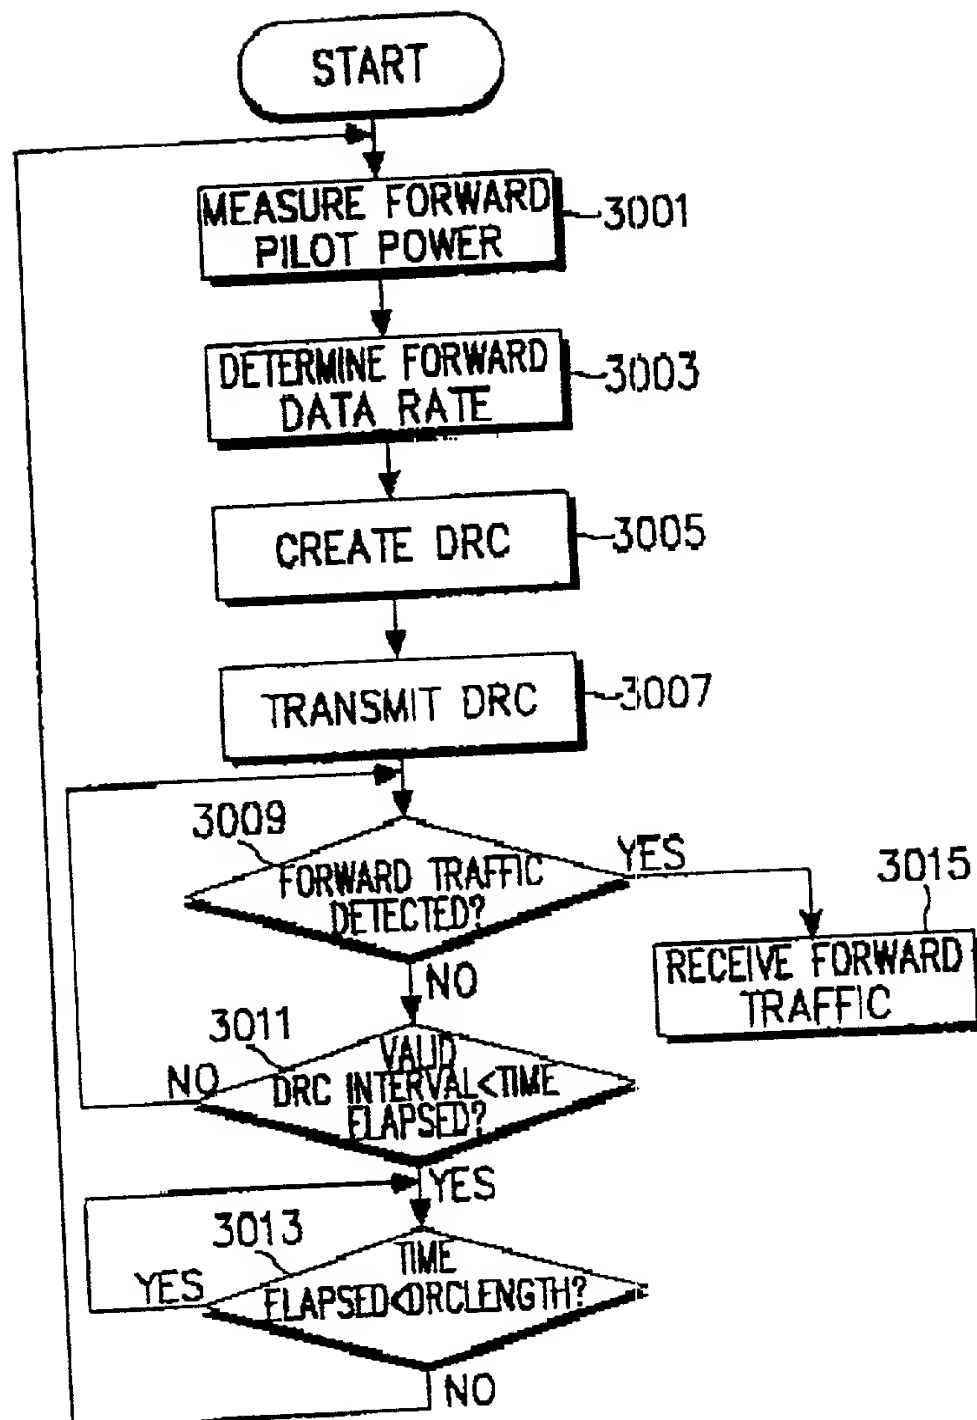 START
MEASURE FORWARD
PILOT POWER
3001
DETERMINE FORWARD
DATA RATE
3003
CREATE DRC
3005
TRANSMIT DRC
3007
3009
FORWARD TRAFFIC
DETECTED?
YES
NO
3015
RECEIVE FORWARD
TRAFFIC
3011
VALID
DRC INTERVAL<TIME
ELAPSED?
NO
YES
3013
TIME
ELAPSED<DRCLENGTH?
YES
NO